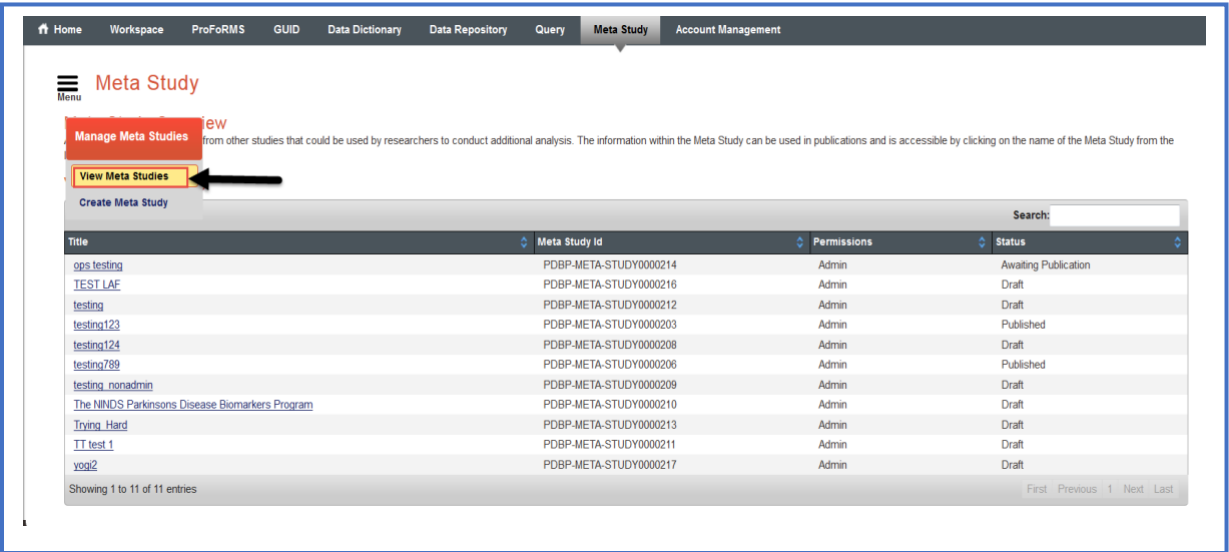 Home Workspace ProFoRMS GUID Data Dictionary Data Repository Query Meta Study Account Management
Menu
Meta Study
Manage Meta Studies
from other studies that could be used by researchers to conduct additional analysis. The information within the Meta Study can be used in publications and is accessible by clicking on the name of the Meta Study from the
View Meta Studies
Create Meta Study
Search:
Title Meta Study Id Permissions Status
ops testing PDBP-META-STUDY0000214 Admin Awaiting Publication
TEST LAF PDBP-META-STUDY0000216 Admin Draft
testing PDBP-META-STUDY0000212 Admin Draft
testing123 PDBP-META-STUDY0000203 Admin Published
testing124 PDBP-META-STUDY0000208 Admin Draft
testing789 PDBP-META-STUDY0000206 Admin Published
testing_nonadmin PDBP-META-STUDY0000209 Admin Draft
The NINDS Parkinsons Disease Biomarkers Program PDBP-META-STUDY0000210 Admin Draft
Trying_Hard PDBP-META-STUDY0000213 Admin Draft
TT test 1 PDBP-META-STUDY0000211 Admin Draft
yogi2 PDBP-META-STUDY0000217 Admin Draft
Showing 1 to 11 of 11 entries First Previous 1 Next Last